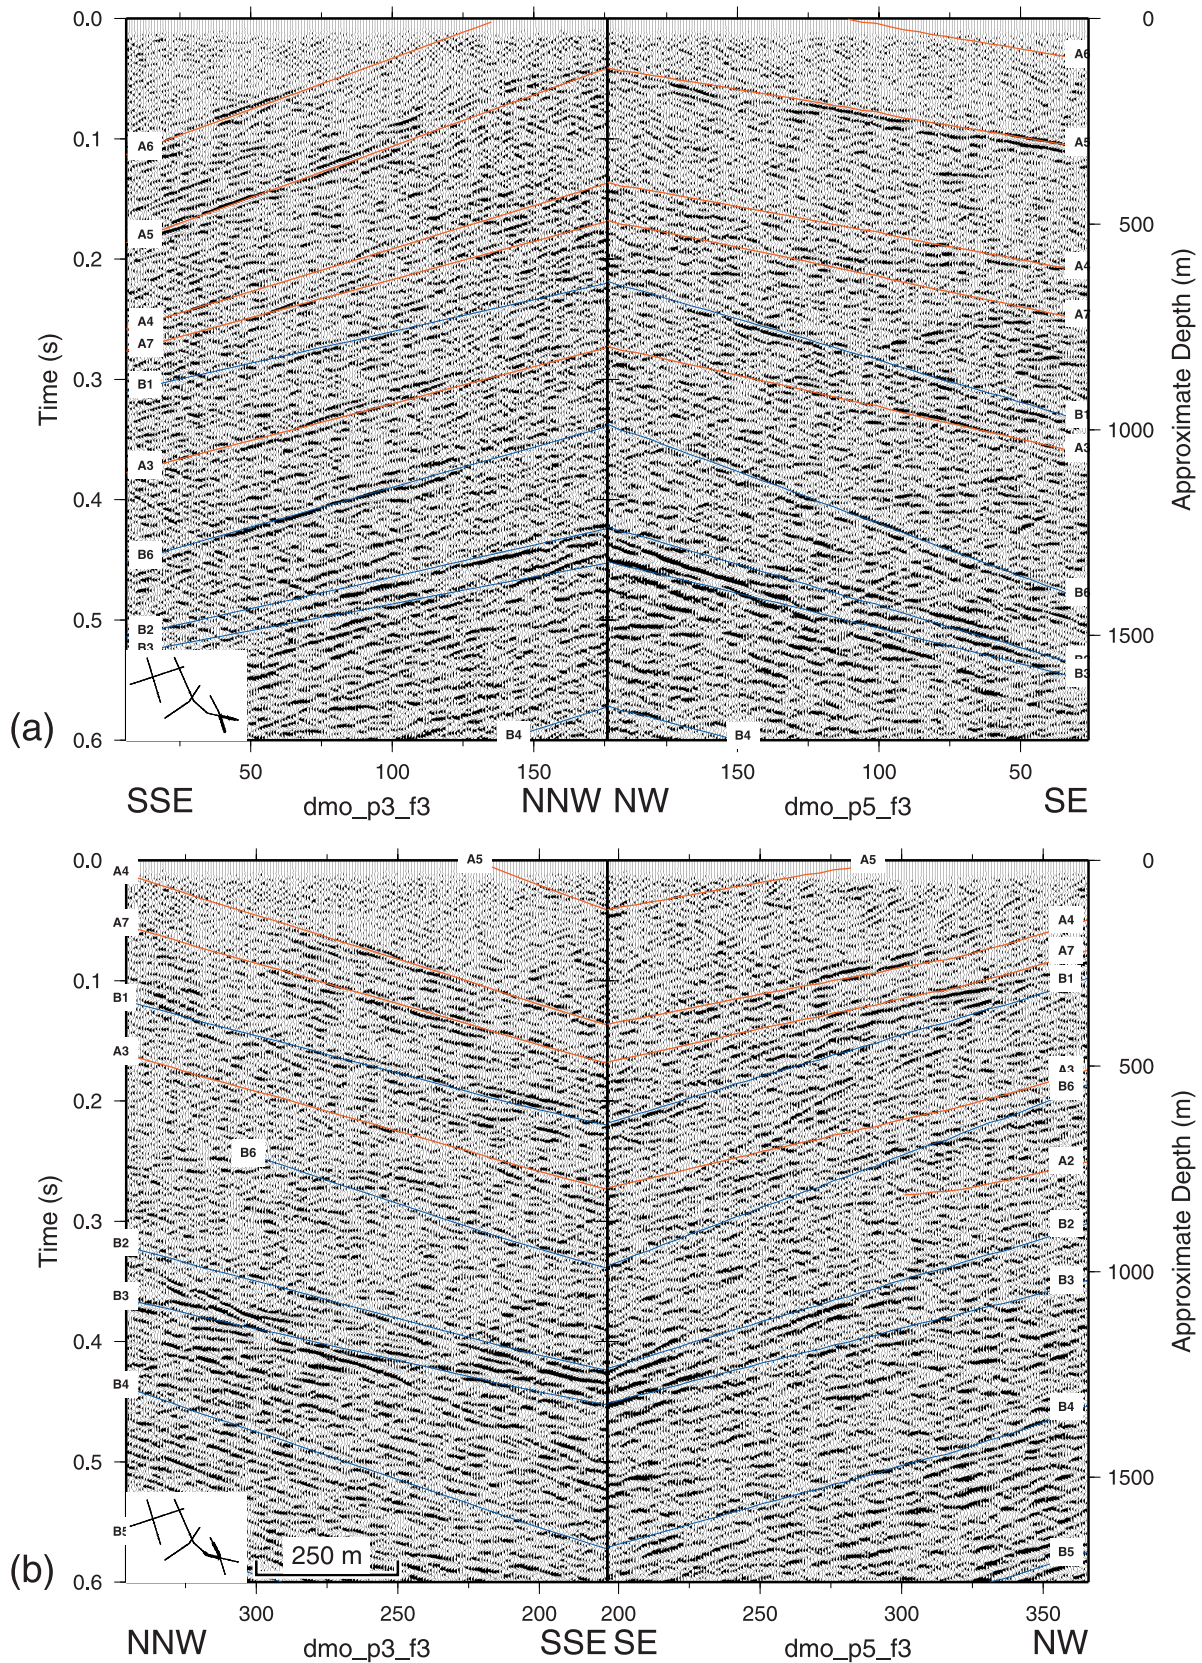 0.0
0.1
0.2
0.3
0.4
0.5
0.6
Time (s)
0
500
1000
1500
Approximate Depth (m)
A6
A5
A4
A7
B1
A3
B6
B2
B3
B4
A6
A5
A4
A7
B1
A3
B6
B3
B4
(a)
50
100
150
150
100
50
SSE
dmo_p3_f3
NNW
NW
dmo_p5_f3
SE
0.0
0.1
0.2
0.3
0.4
0.5
0.6
Time (s)
0
500
1000
1500
Approximate Depth (m)
A4
A5
A7
B1
A3
B6
B2
B3
B4
B5
A5
A4
A7
B1
A3
B6
A2
B2
B3
B4
B5
(b)
250 m
300
250
200
200
250
300
350
NNW
dmo_p3_f3
SSE
SE
dmo_p5_f3
NW